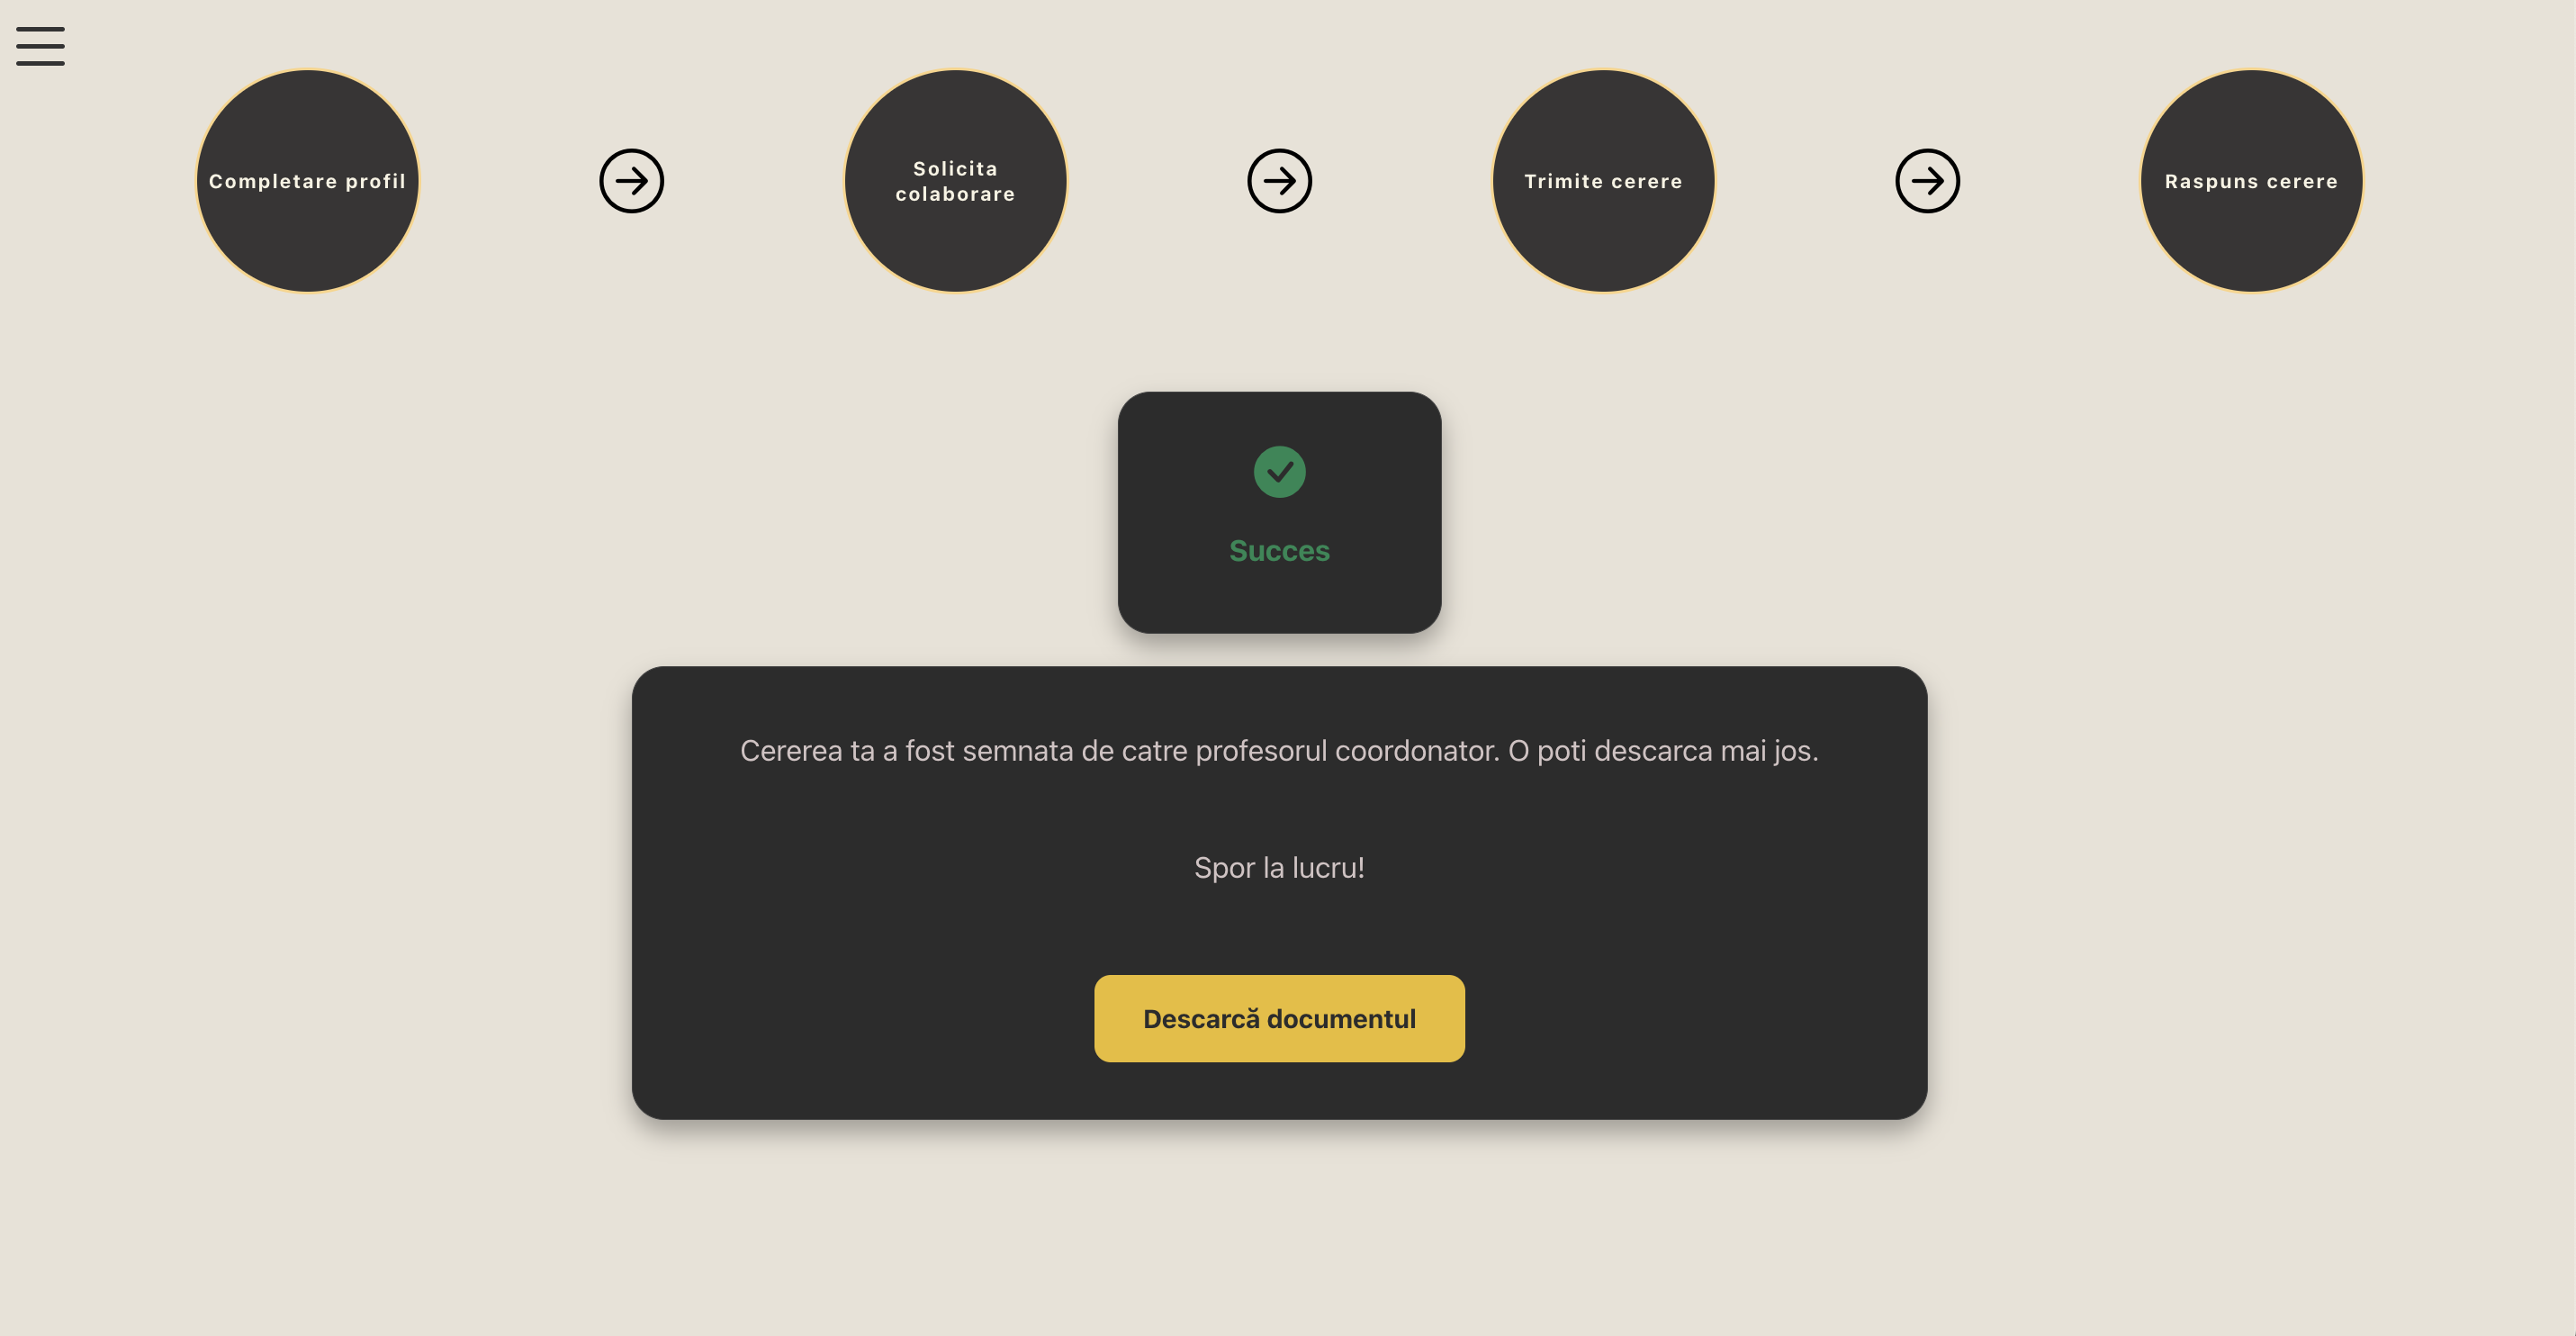 Completare profil
Solicita
colaborare
Trimite cerere
Raspuns cerere
Succes
Cererea ta a fost semnata de catre profesorul coordonator. O poti descarca mai jos.
Spor la lucru!
Descarcă documentul